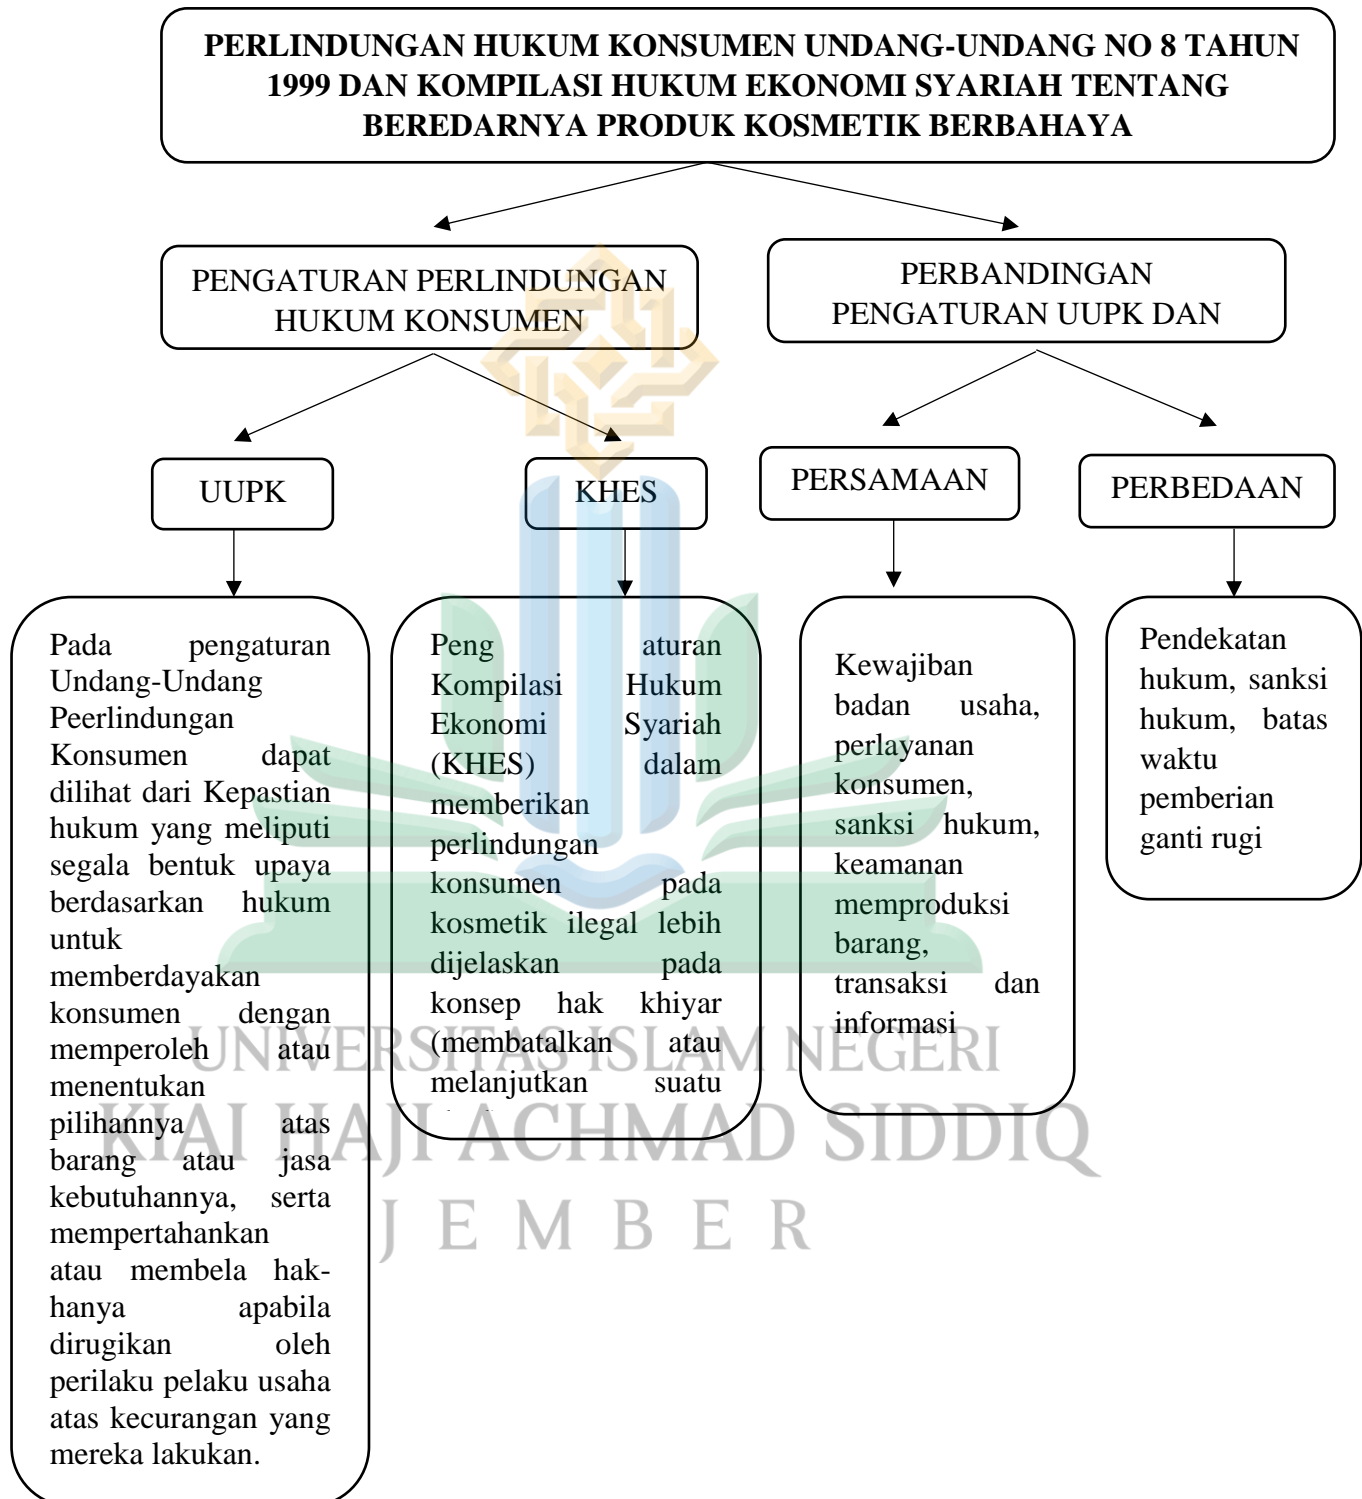 PERLINDUNGAN HUKUM KONSUMEN UNDANG-UNDANG NO 8 TAHUN
1999 DAN KOMPILASI HUKUM EKONOMI SYARIAH TENTANG
BEREDARNYA PRODUK KOSMETIK BERBAHAYA
PENGATURAN PERLINDUNGAN
HUKUM KONSUMEN
PERBANDINGAN
PENGATURAN UUPK DAN
UUPK
KHES
PERSAMAAN
PERBEDAAN
Pada pengaturan
Undang-Undang
Peerlindungan
Konsumen dapat
dilihat dari Kepastian
hukum yang meliputi
segala bentuk upaya
berdasarkan hukum
untuk
memberdayakan
konsumen dengan
memperoleh atau
menentukan
pilihannya atas
barang atau jasa
kebutuhannya, serta
mempertahankan
atau membela hak-
hanya apabila
dirugikan oleh
perilaku pelaku usaha
atas kecurangan yang
mereka lakukan.
Peng aturan
Kompilasi Hukum
Ekonomi Syariah
(KHES) dalam
memberikan
perlindungan
konsumen pada
kosmetik ilegal lebih
dijelaskan pada
konsep hak khiyar
(membatalkan atau
melanjutkan suatu
Kewajiban
badan usaha,
perlayanan
konsumen,
sanksi hukum,
keamanan
memproduksi
barang,
transaksi dan
informasi
Pendekatan
hukum, sanksi
hukum, batas
waktu
pemberian
ganti rugi
UNIVERSITAS ISLAM NEGERI
KIAI HAJI ACHMAD SIDDIQ
JEMBER